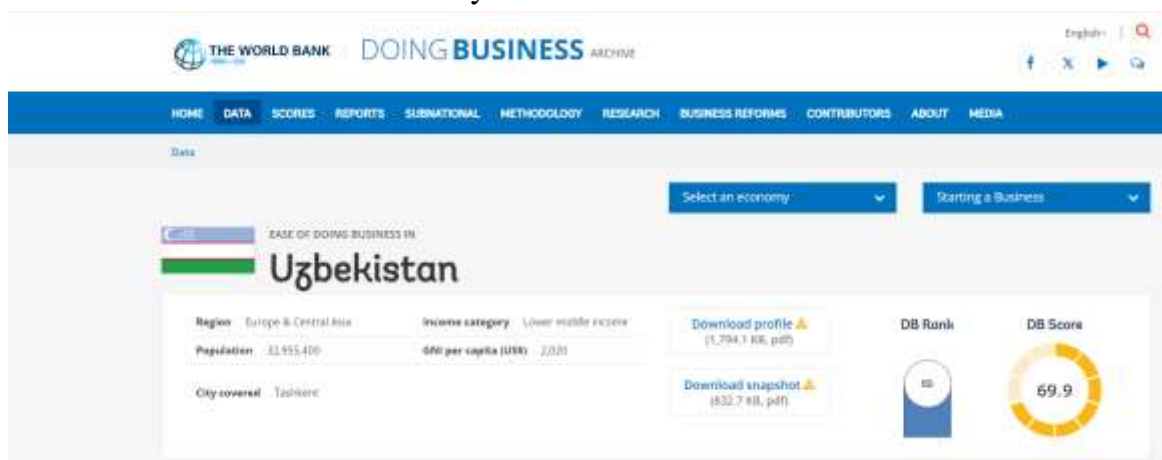 y
THE WORLD BANK
DOING BUSINESS ARCHIVE
English
HOME DATA SCORES REPORTS SUBNATIONAL METHODOLOGY RESEARCH BUSINESS REFORMS CONTRIBUTORS ABOUT MEDIA
Data
Select an economy
Starting a Business
EASE OF DOING BUSINESS IN
Uzbekistan
Region Europe & Central Asia
Income category Lower middle income
Population 32,955,400
GNI per capita (US$) 2,020
City covered Tashkent
Download profile
(1,794.1 KB, pdf)
Download snapshot
(832.7 KB, pdf)
DB Rank
DB Score
69.9